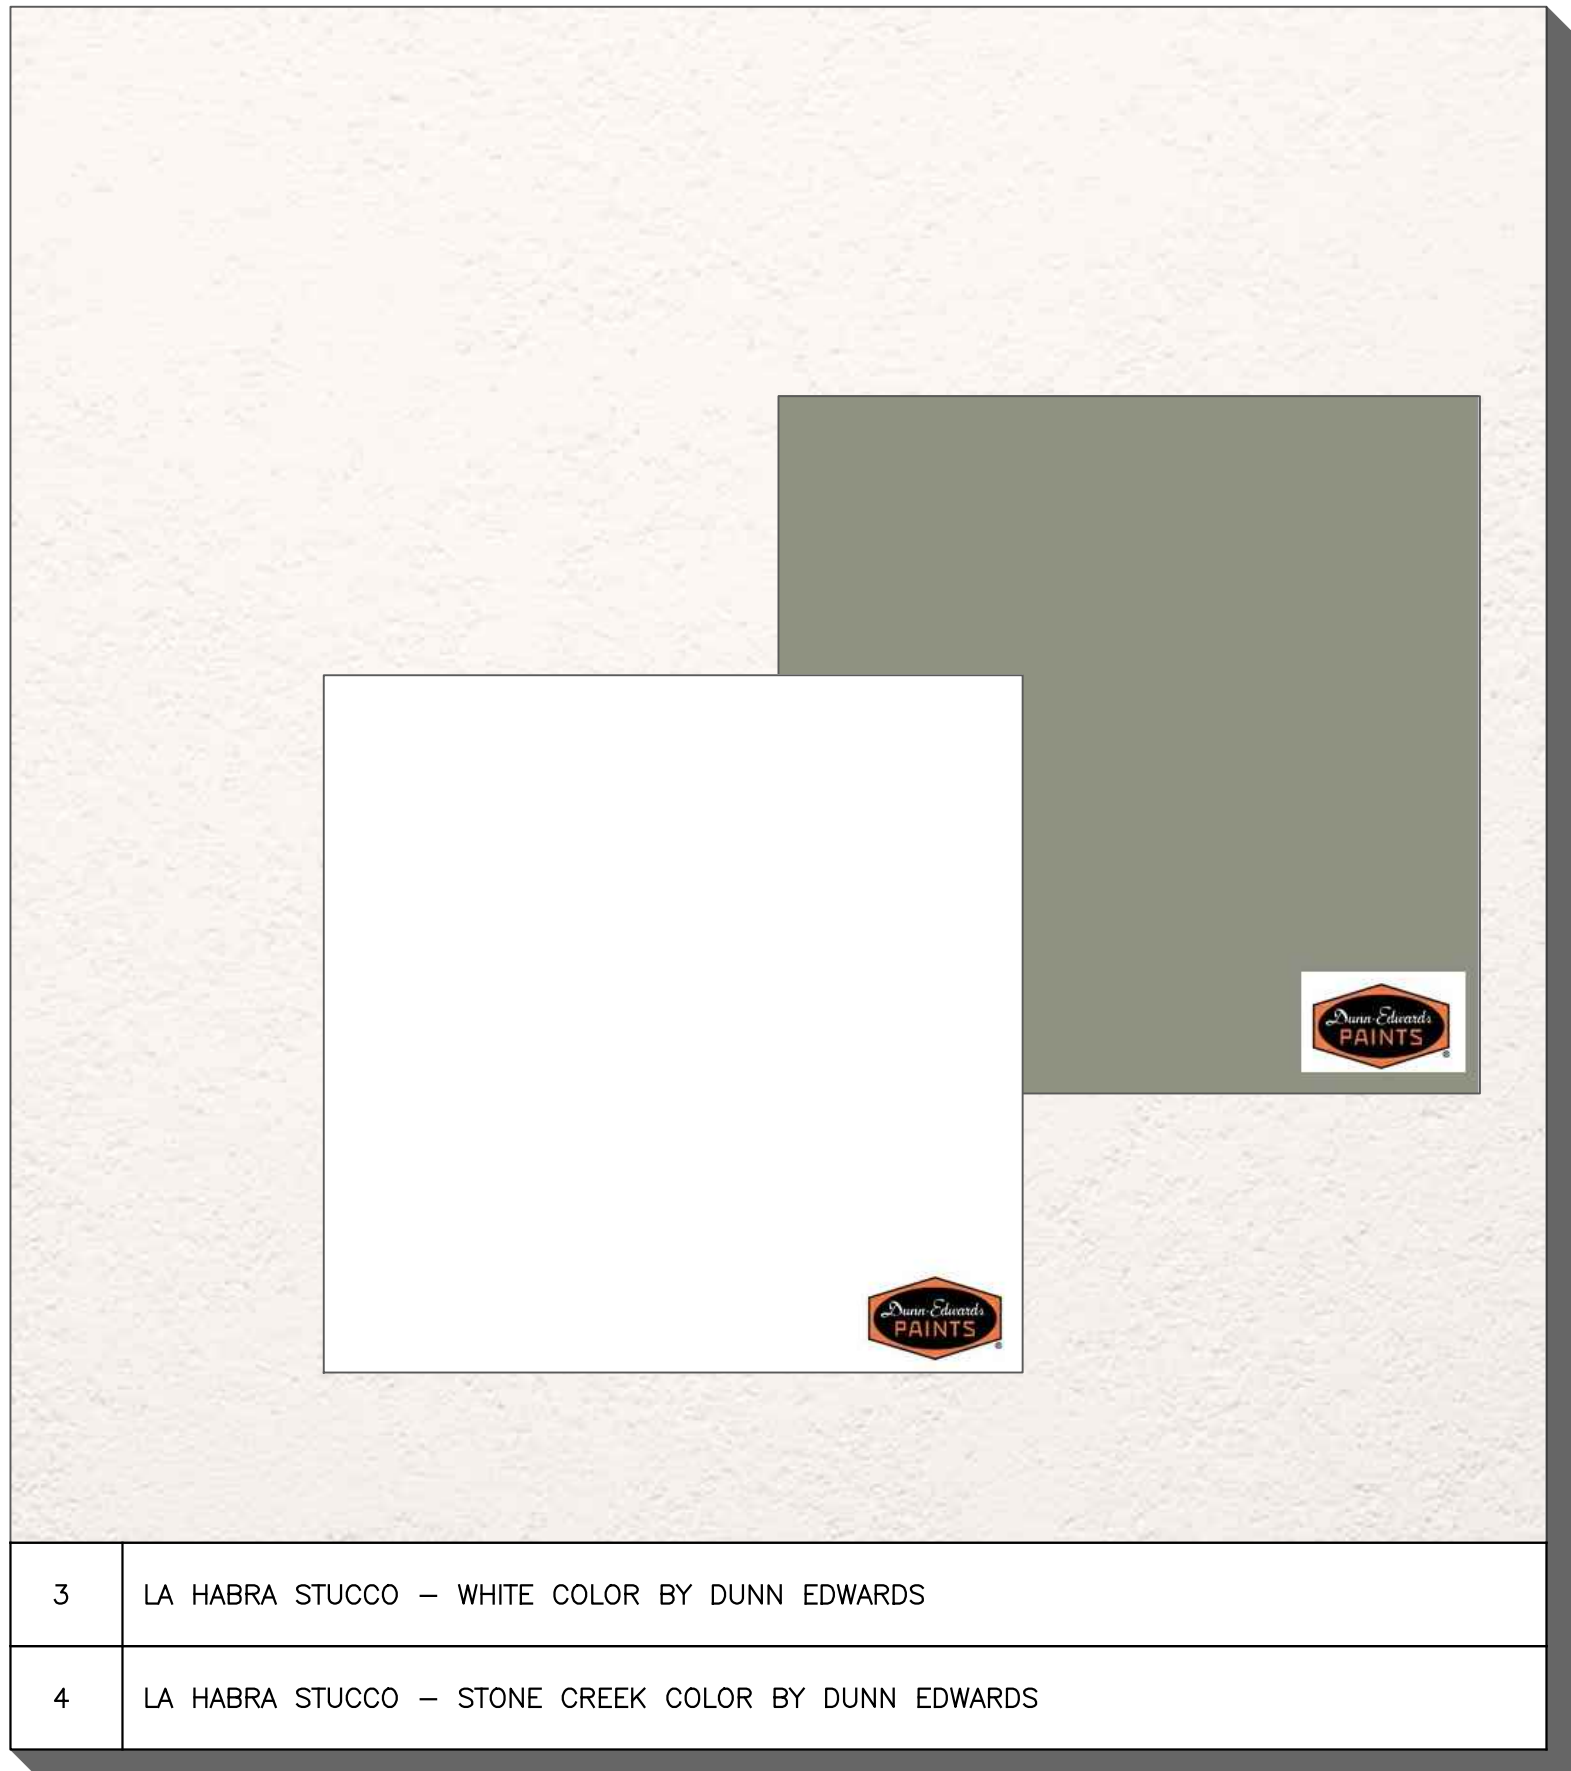 Dunn-Edwards
PAINTS
®
Dunn-Edwards
PAINTS
®
3 LA HABRA STUCCO – WHITE COLOR BY DUNN EDWARDS
4 LA HABRA STUCCO – STONE CREEK COLOR BY DUNN EDWARDS